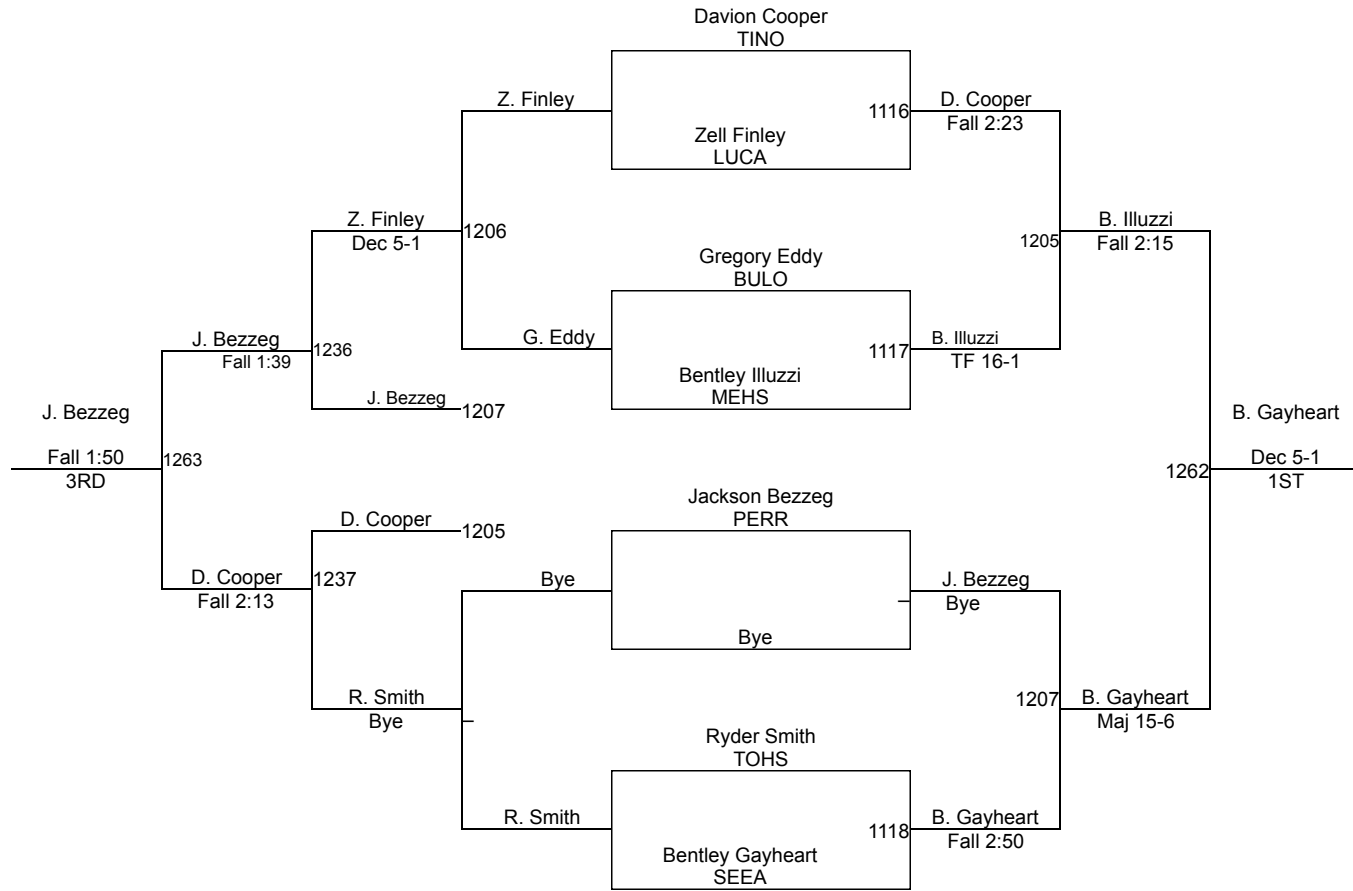 Davion Cooper
TINO
Z. Finley
1116
D. Cooper
Fall 2:23
Zell Finley
LUCA
Z. Finley
Dec 5-1
1206
1205
B. Illuzzi
Fall 2:15
Gregory Eddy
BULO
G. Eddy
1117
B. Illuzzi
TF 16-1
Bentley Illuzzi
MEHS
J. Bezzeg
Fall 1:39
1236
J. Bezzeg
1207
J. Bezzeg
Fall 1:50
3RD
1263
B. Gayheart
Dec 5-1
1ST
1262
Jackson Bezzeg
PERR
D. Cooper
1205
D. Cooper
Fall 2:13
1237
Bye
J. Bezzeg
Bye
Bye
R. Smith
Bye
1207
B. Gayheart
Maj 15-6
Ryder Smith
TOHS
R. Smith
1118
B. Gayheart
Fall 2:50
Bentley Gayheart
SEEA